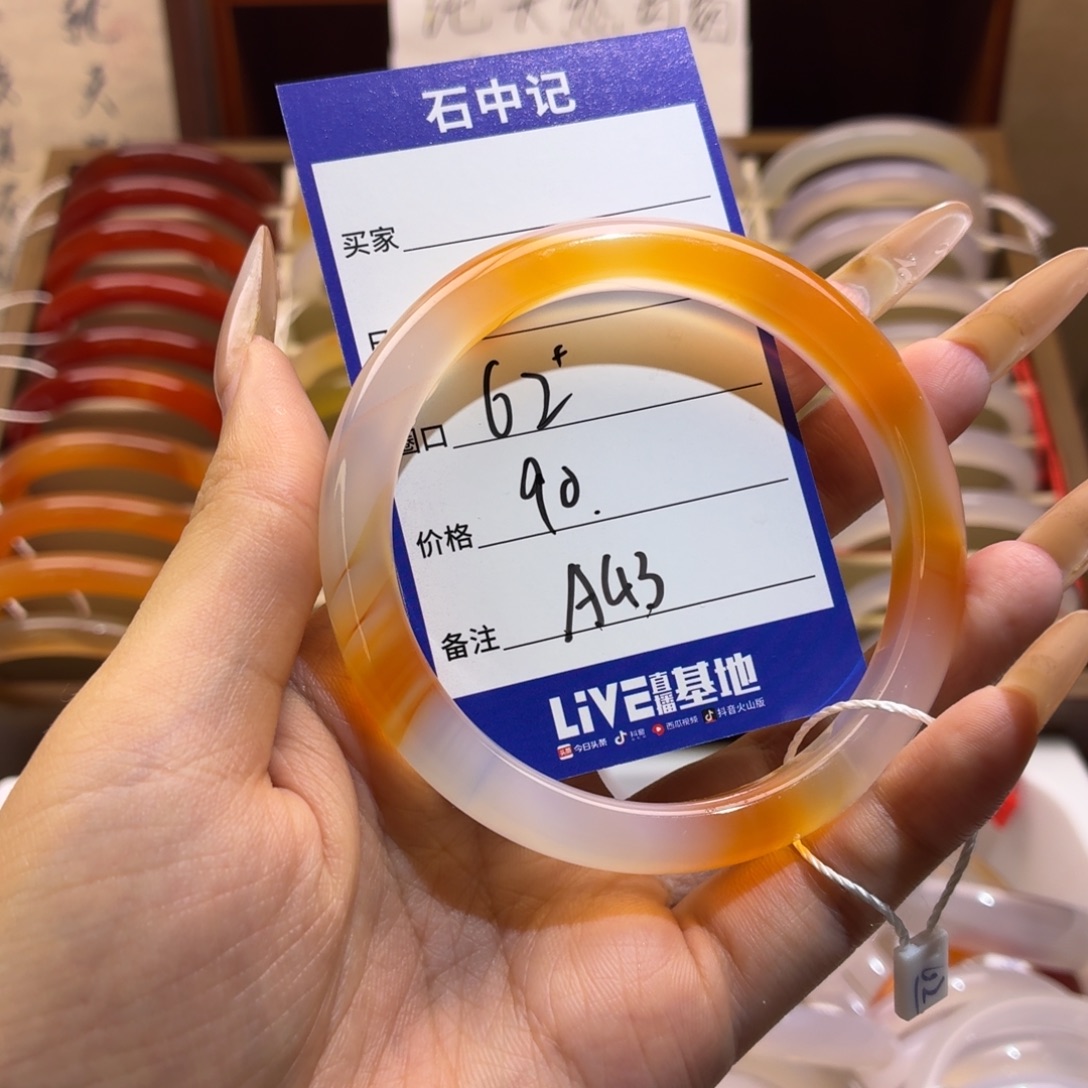 石中记
买家
圈口 62+
价格 90.
备注 A43
LiVE直播基地
今日头条 抖音 西瓜视频 抖音火山版
62